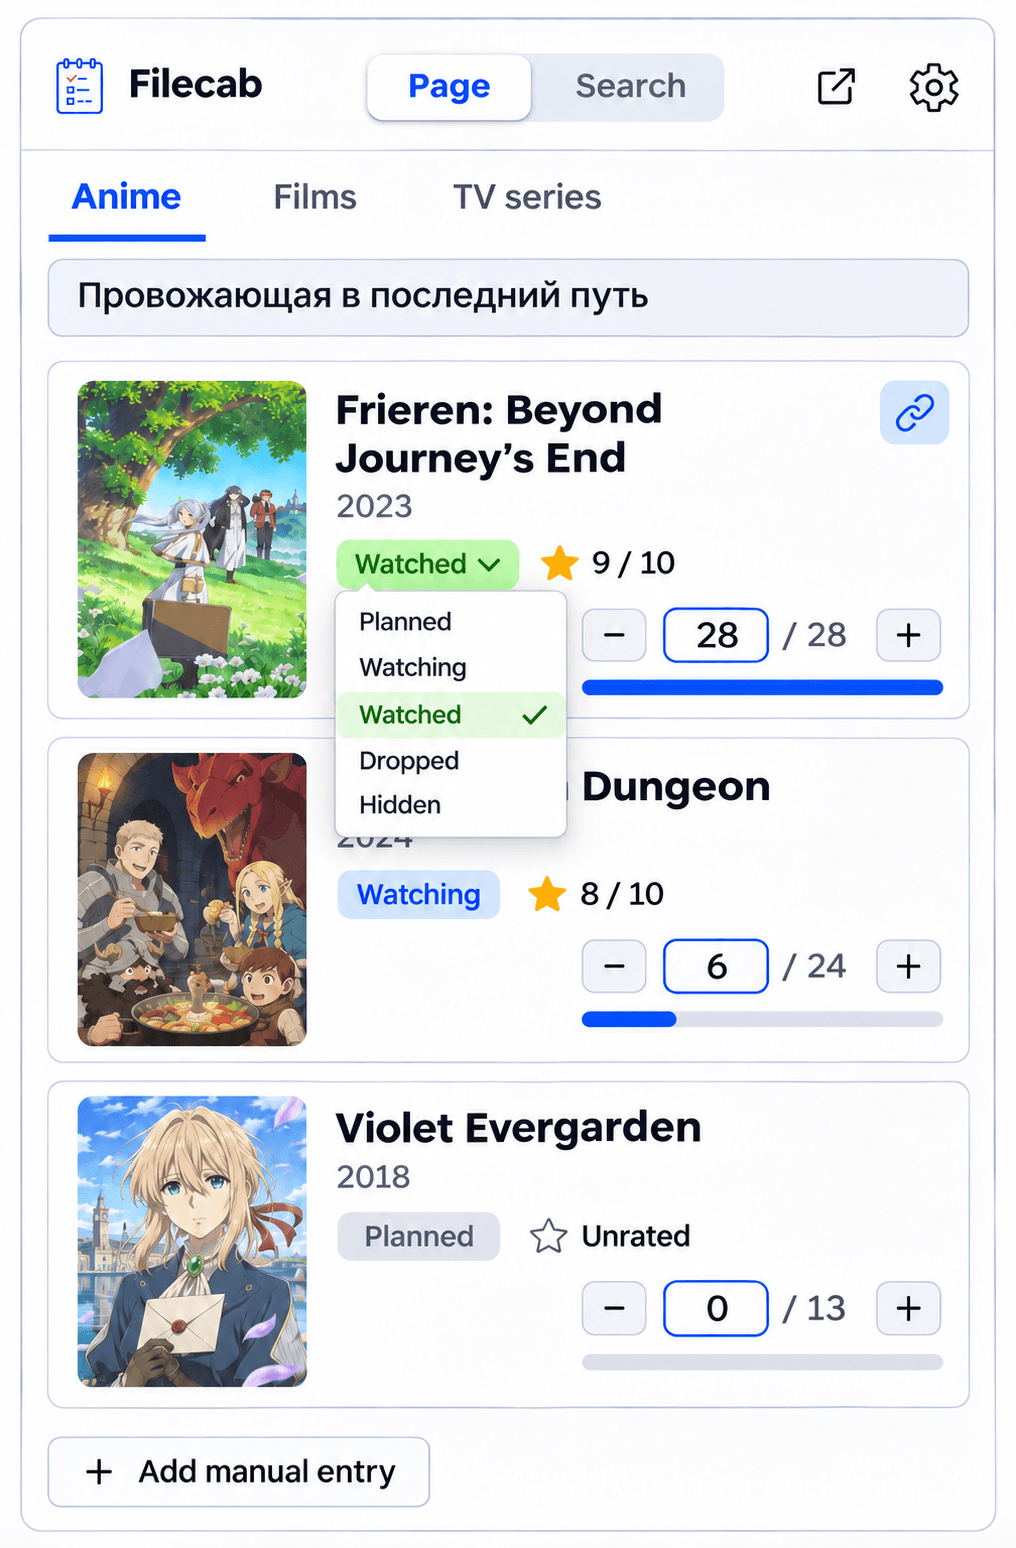 Filecab
Page
Search
Anime
Films
TV series
Провожающая в последний путь
Frieren: Beyond
Journey’s End
2023
Watched
9 / 10
Planned
Watching
Watched
Dropped
Hidden
28 / 28
Dungeon
2024
Watching
8 / 10
6 / 24
Violet Evergarden
2018
Planned
Unrated
0 / 13
Add manual entry